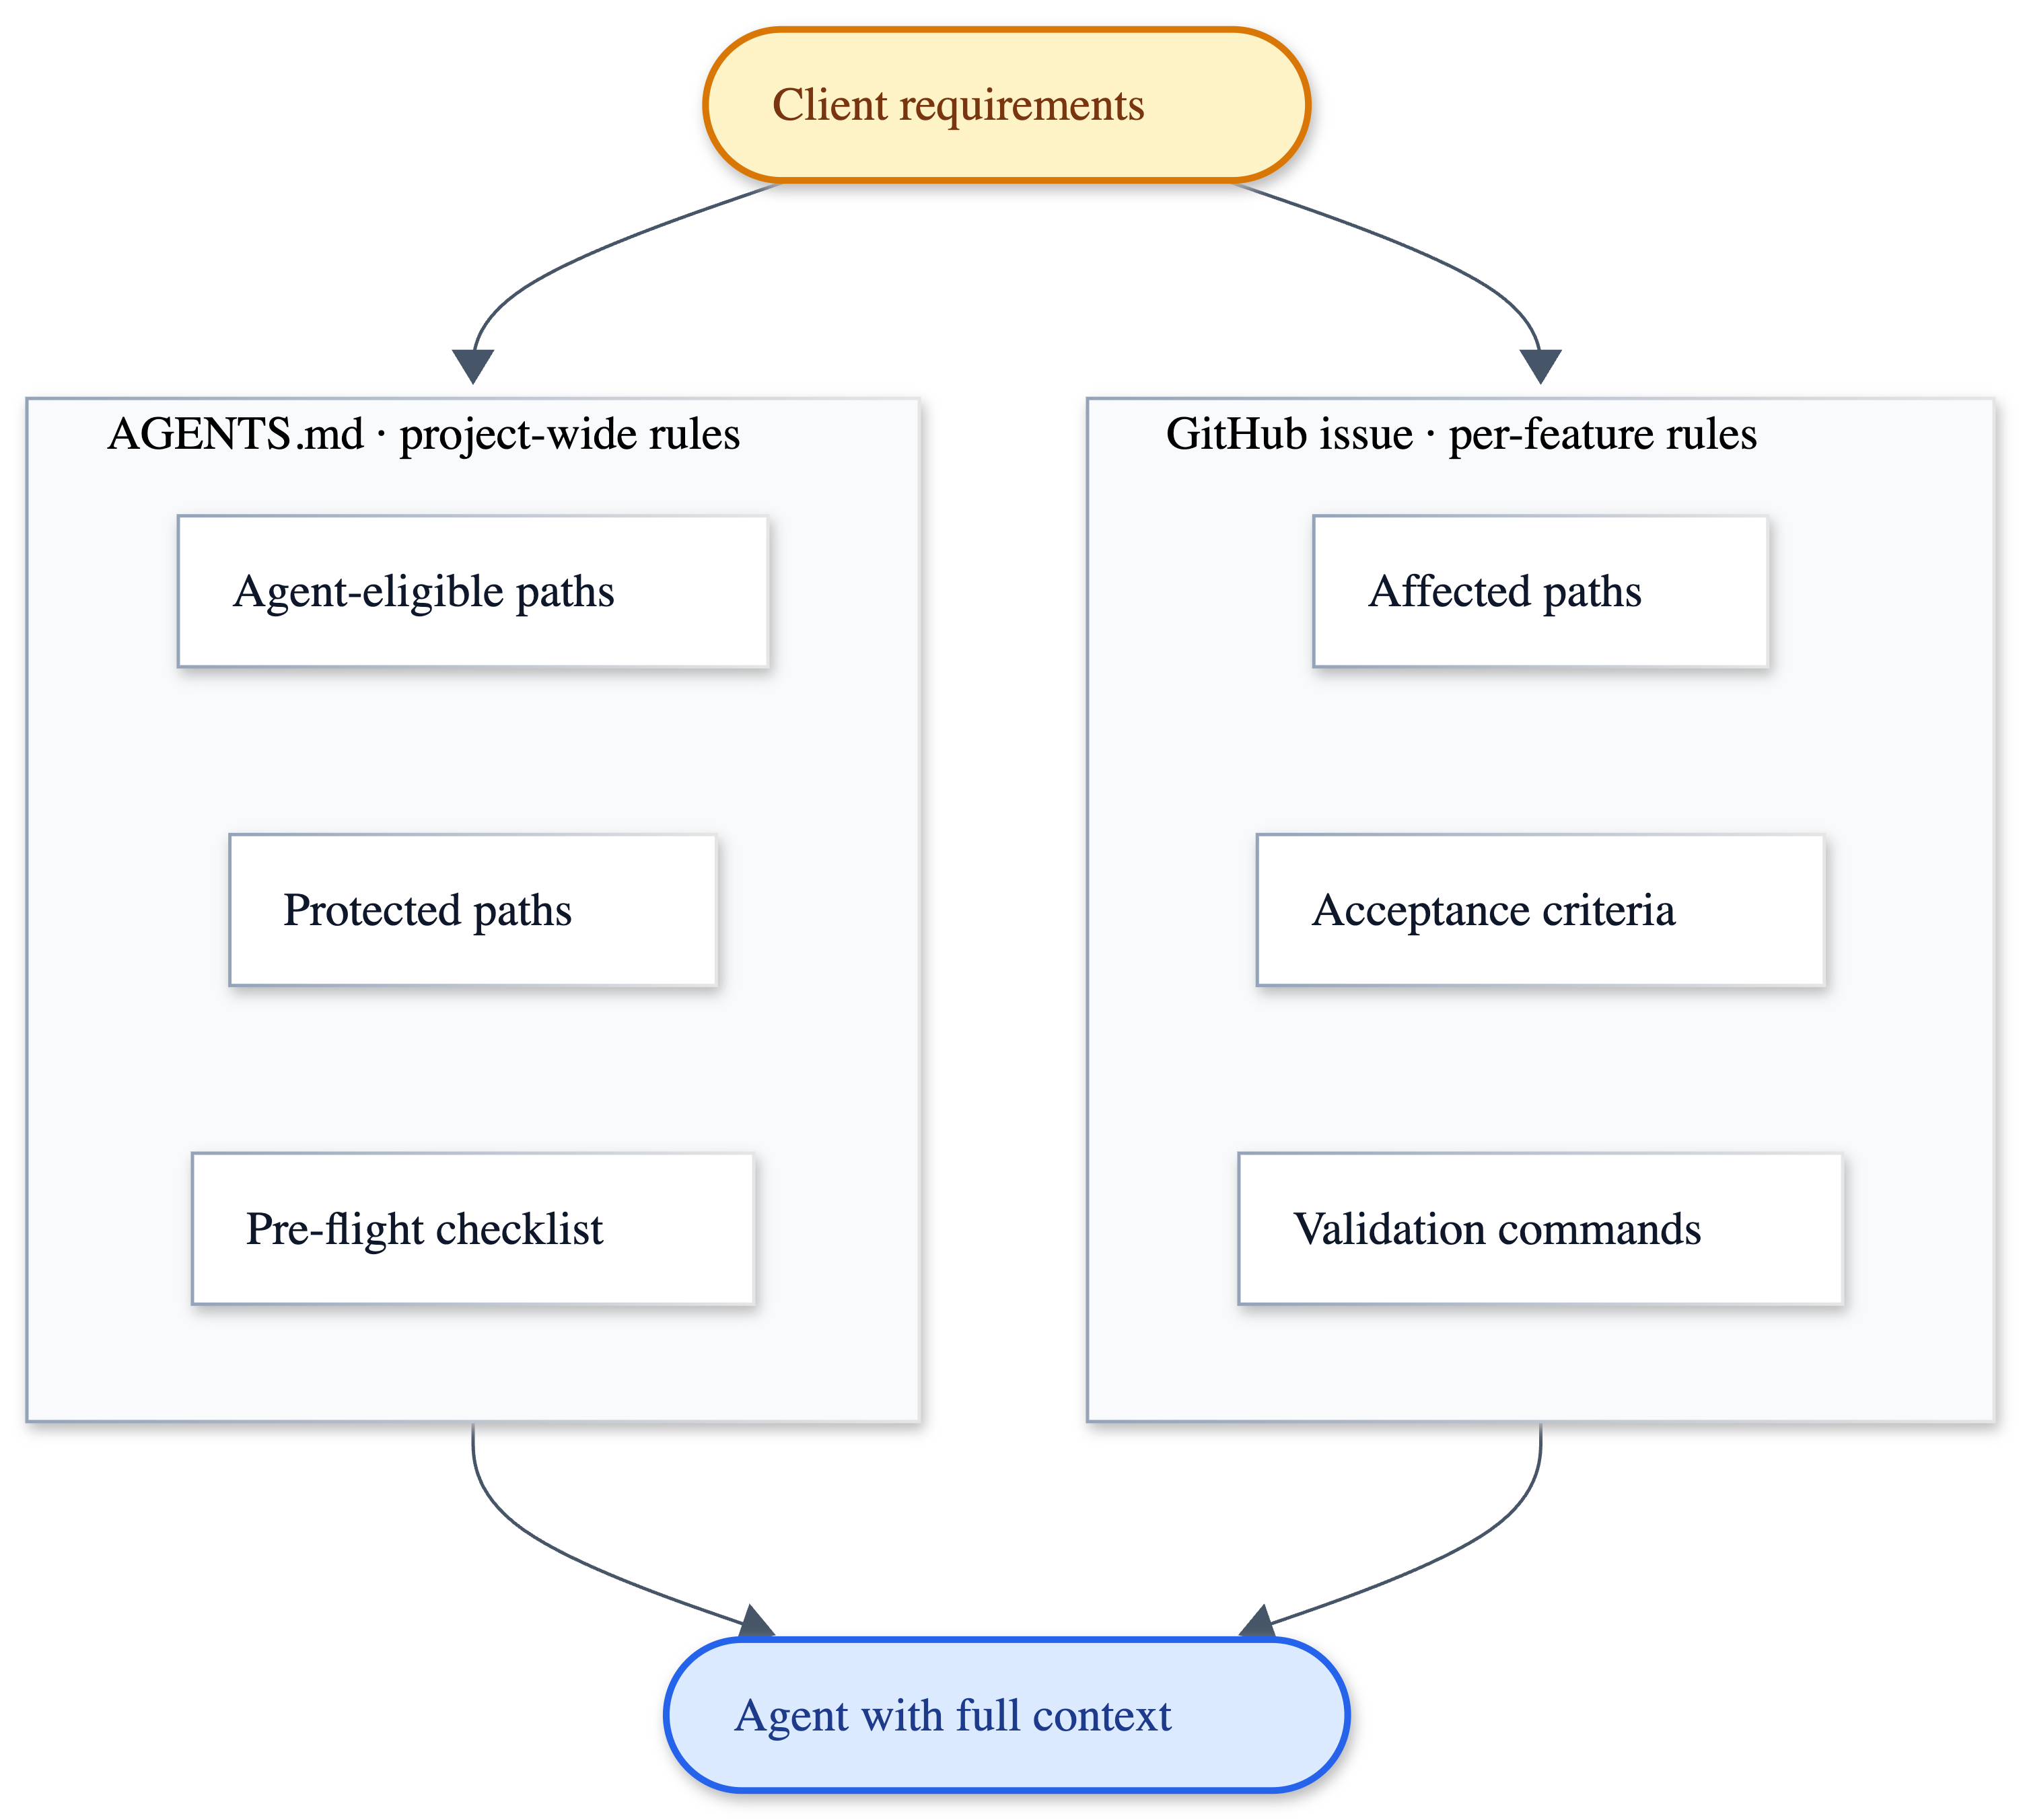 Client requirements
AGENTS.md · project-wide rules
Agent-eligible paths
Protected paths
Pre-flight checklist
GitHub issue · per-feature rules
Affected paths
Acceptance criteria
Validation commands
Agent with full context